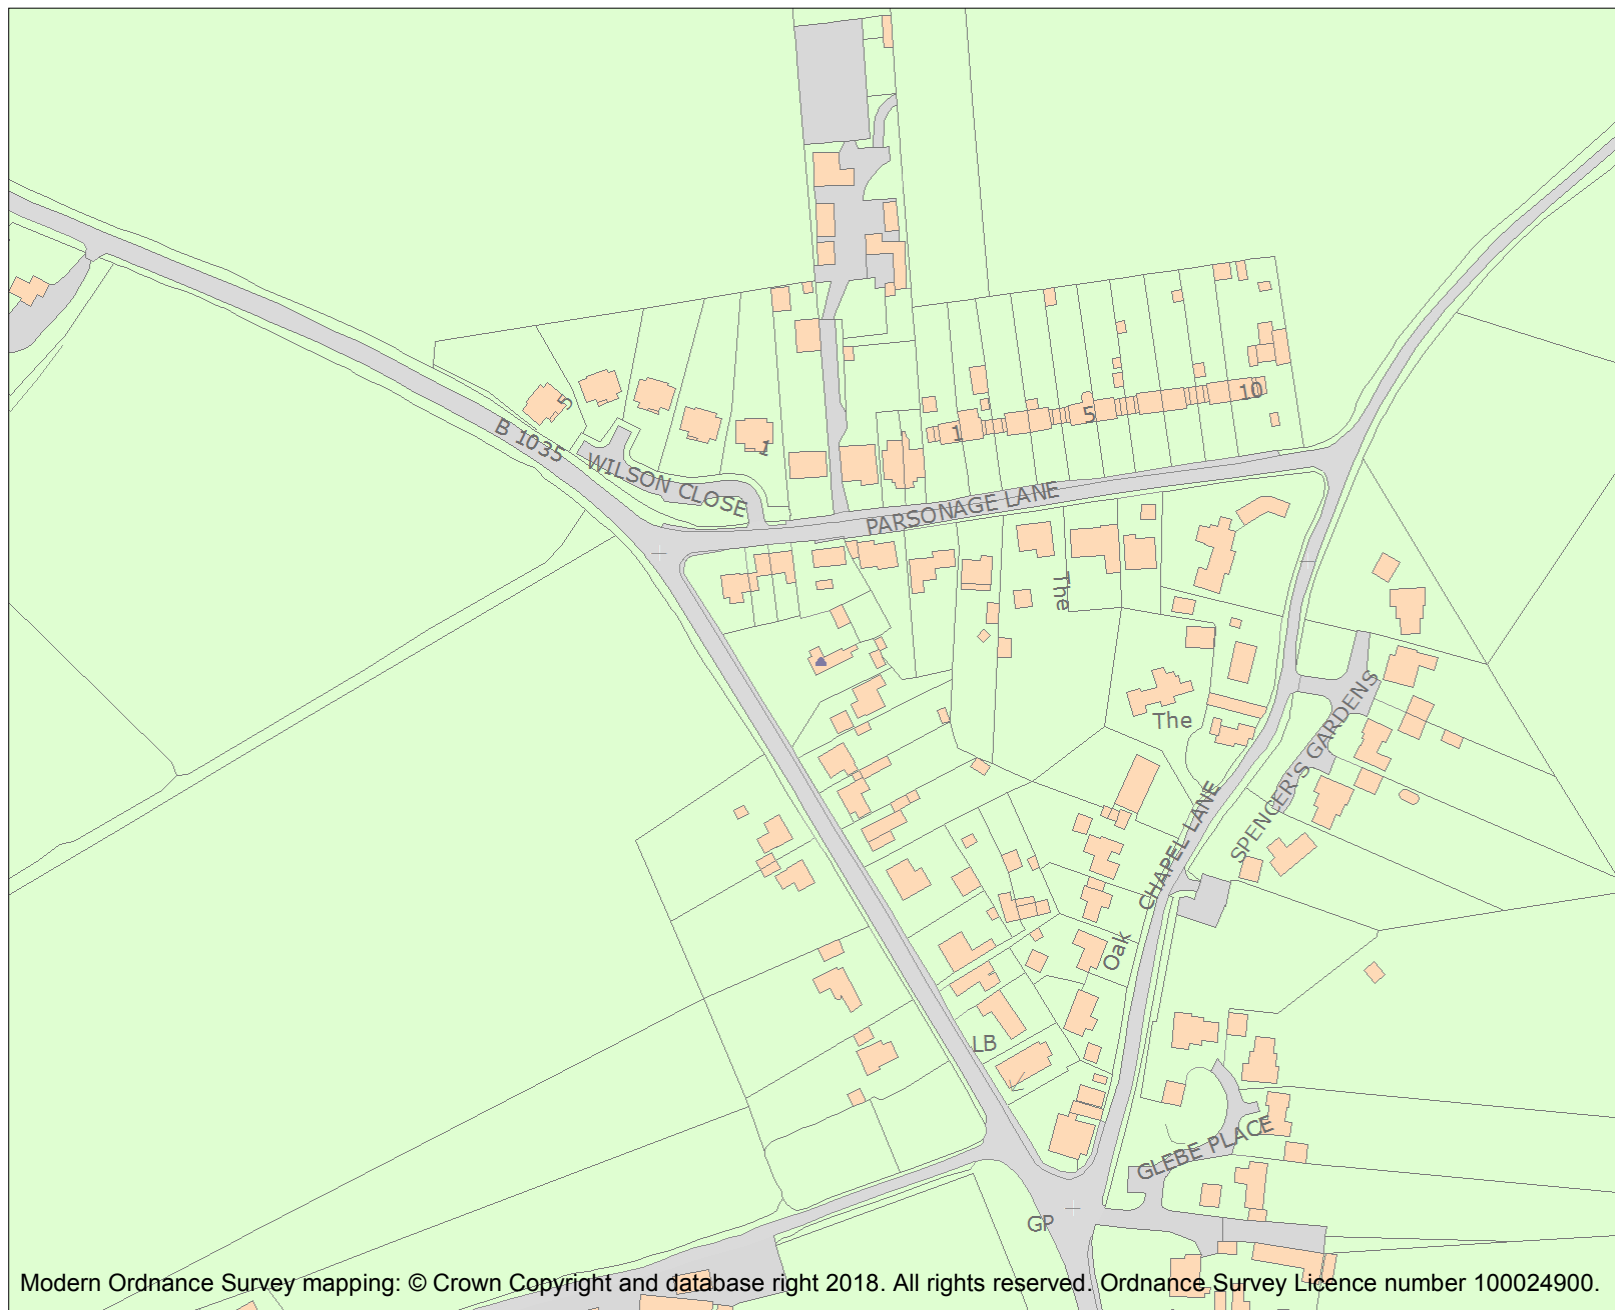 10
5
5
1
1
B 1035
WILSON CLOSE
PARSONAGE LANE
The
The
SPENCER'S GARDENS
CHAPEL LANE
Oak
LB
GLEBE PLACE
GP
Modern Ordnance Survey mapping: © Crown Copyright and database right 2018. All rights reserved. Ordnance Survey Licence number 100024900.